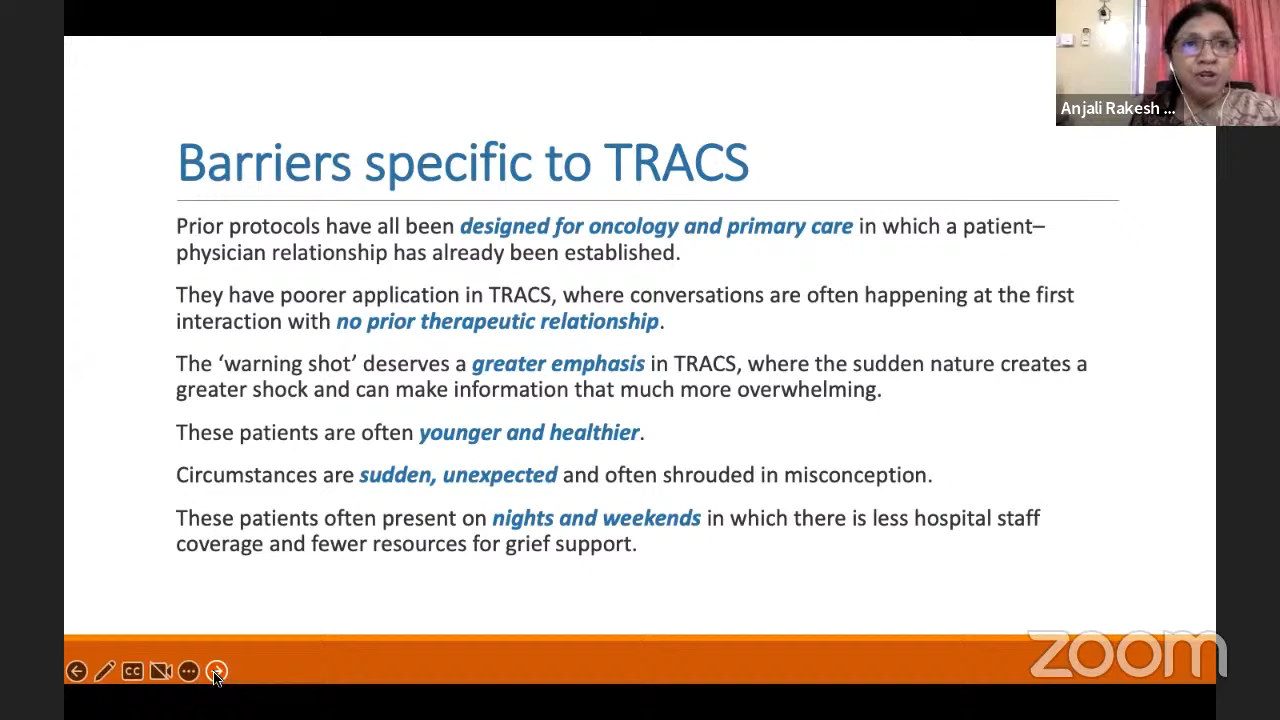 Anjali Rakesh ...
Barriers specific to TRACS
Prior protocols have all been designed for oncology and primary care in which a patient–
physician relationship has already been established.
They have poorer application in TRACS, where conversations are often happening at the first
interaction with no prior therapeutic relationship.
The ‘warning shot’ deserves a greater emphasis in TRACS, where the sudden nature creates a
greater shock and can make information that much more overwhelming.
These patients are often younger and healthier.
Circumstances are sudden, unexpected and often shrouded in misconception.
These patients often present on nights and weekends in which there is less hospital staff
coverage and fewer resources for grief support.
CC
zoom